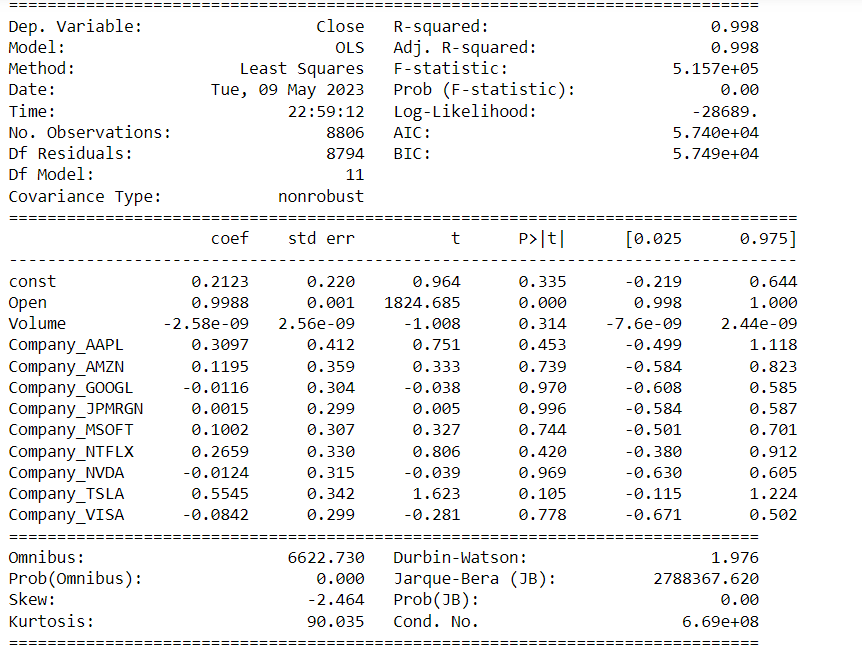 ==============================================================================
Dep. Variable:                  Close   R-squared:                       0.998
Model:                            OLS   Adj. R-squared:                  0.998
Method:                 Least Squares   F-statistic:                 5.157e+05
Date:                Tue, 09 May 2023   Prob (F-statistic):               0.00
Time:                        22:59:12   Log-Likelihood:                -28689.
No. Observations:                8806   AIC:                         5.740e+04
Df Residuals:                    8794   BIC:                         5.749e+04
Df Model:                          11
Covariance Type:            nonrobust
==================================================================================
                     coef    std err          t      P>|t|      [0.025      0.975]
----------------------------------------------------------------------------------
const              0.2123      0.220      0.964      0.335      -0.219       0.644
Open               0.9988      0.001   1824.685      0.000       0.998       1.000
Volume          -2.58e-09   2.56e-09     -1.008      0.314    -7.6e-09    2.44e-09
Company_AAPL       0.3097      0.412      0.751      0.453      -0.499       1.118
Company_AMZN       0.1195      0.359      0.333      0.739      -0.584       0.823
Company_GOOGL     -0.0116      0.304     -0.038      0.970      -0.608       0.585
Company_JPMRGN     0.0015      0.299      0.005      0.996      -0.584       0.587
Company_MSOFT      0.1002      0.307      0.327      0.744      -0.501       0.701
Company_NTFLX      0.2659      0.330      0.806      0.420      -0.380       0.912
Company_NVDA      -0.0124      0.315     -0.039      0.969      -0.630       0.605
Company_TSLA       0.5545      0.342      1.623      0.105      -0.115       1.224
Company_VISA      -0.0842      0.299     -0.281      0.778      -0.671       0.502
==============================================================================
Omnibus:                     6622.730   Durbin-Watson:                   1.976
Prob(Omnibus):                  0.000   Jarque-Bera (JB):          2788367.620
Skew:                          -2.464   Prob(JB):                         0.00
Kurtosis:                      90.035   Cond. No.                     6.69e+08
==============================================================================